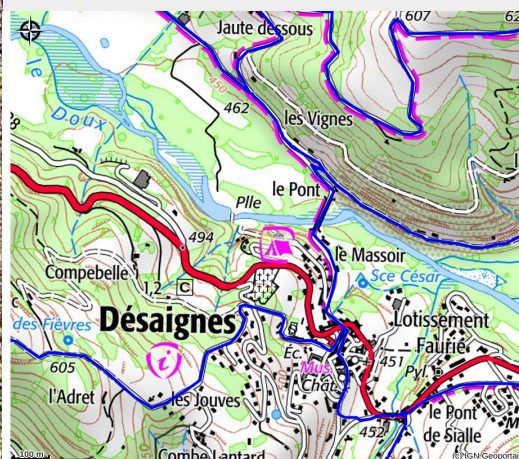 607
62
Jaute dessous
450
le
462
Doux
les Vignes
le Pont
Plle
494
le Massoir
Compebelle
1,2
C
Sce César
Désaignes
Lotissement
Faurie
des Fièvres
Éc.
451
605
i
Mus.
Chât.
Pyl.
l'Adret
les Jouves
le Pont
de Sialle
452
Combe Lantard
100 m
© IGN Geoportai